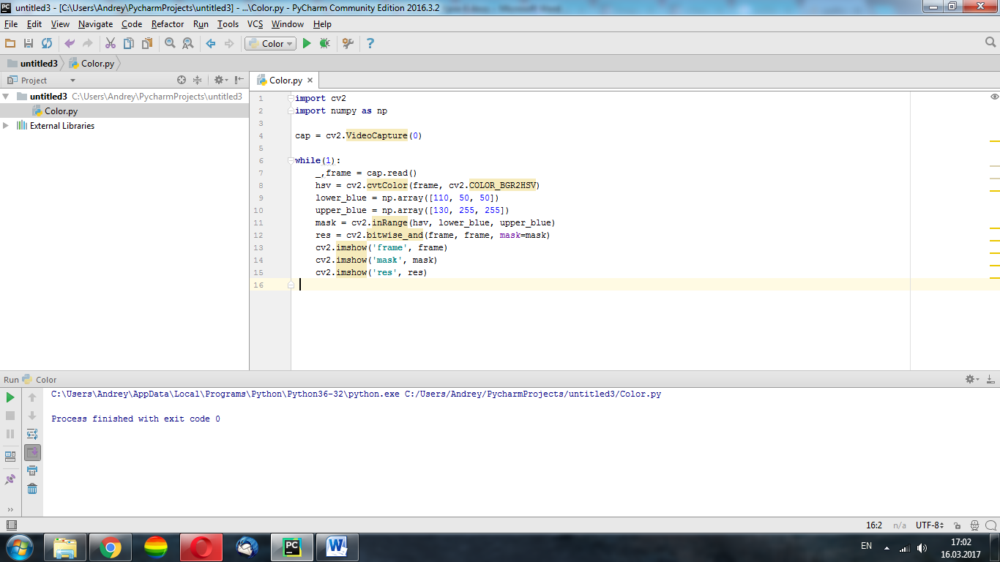 untitled3 - [C:\Users\Andrey\PycharmProjects\untitled3] - ...\Color.py - PyCharm Community Edition 2016.3.2
File Edit View Navigate Code Refactor Run Tools VCS Window Help
Color
untitled3 Color.py
Project
Color.py
untitled3 C:\Users\Andrey\PycharmProjects\untitled3
Color.py
External Libraries
1 import cv2
2 import numpy as np
3
4 cap = cv2.VideoCapture(0)
5
6 while(1):
7 _,frame = cap.read()
8 hsv = cv2.cvtColor(frame, cv2.COLOR_BGR2HSV)
9 lower_blue = np.array([110, 50, 50])
10 upper_blue = np.array([130, 255, 255])
11 mask = cv2.inRange(hsv, lower_blue, upper_blue)
12 res = cv2.bitwise_and(frame, frame, mask=mask)
13 cv2.imshow('frame', frame)
14 cv2.imshow('mask', mask)
15 cv2.imshow('res', res)
16
Run Color
C:\Users\Andrey\AppData\Local\Programs\Python\Python36-32\python.exe C:/Users/Andrey/PycharmProjects/untitled3/Color.py
Process finished with exit code 0
16:2 n/a UTF-8
PC W EN 17:02
16.03.2017